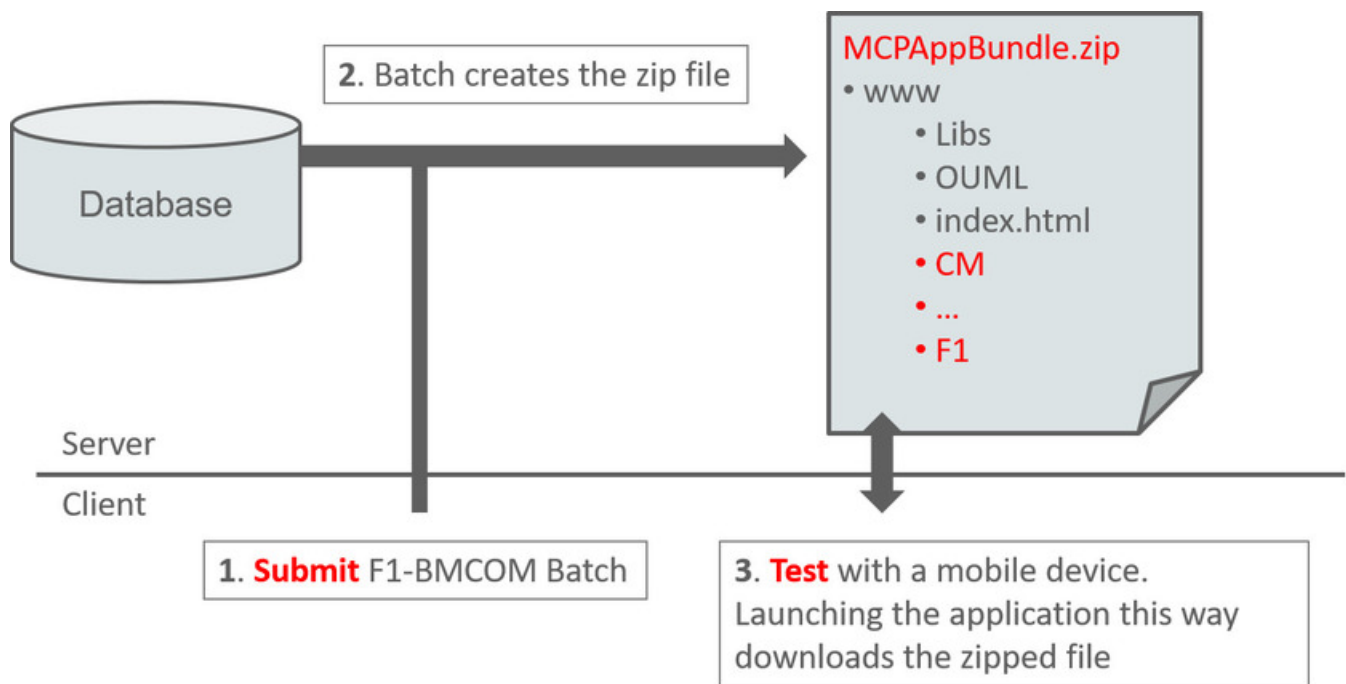 2. Batch creates the zip file
MCPAppBundle.zip
• www
• Libs
• OUML
• index.html
• CM
• ...
• F1
Database
Server
Client
1. Submit F1-BMCOM Batch
3. Test with a mobile device.
Launching the application this way
downloads the zipped file